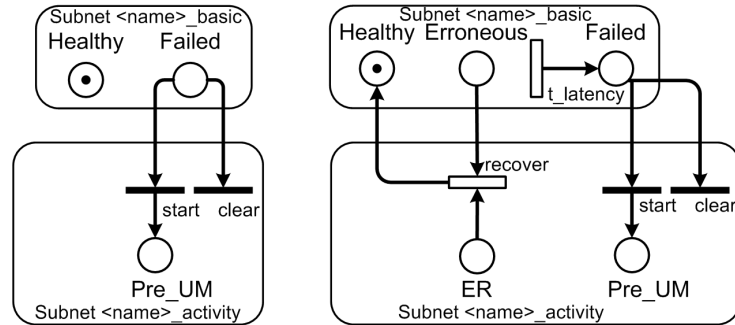 Subnet <name>_basic
Healthy Failed
start clear
Pre_UM
Subnet <name>_activity
Subnet <name>_basic
Healthy Erroneous Failed
t_latency
recover
start clear
ER Pre_UM
Subnet <name>_activity